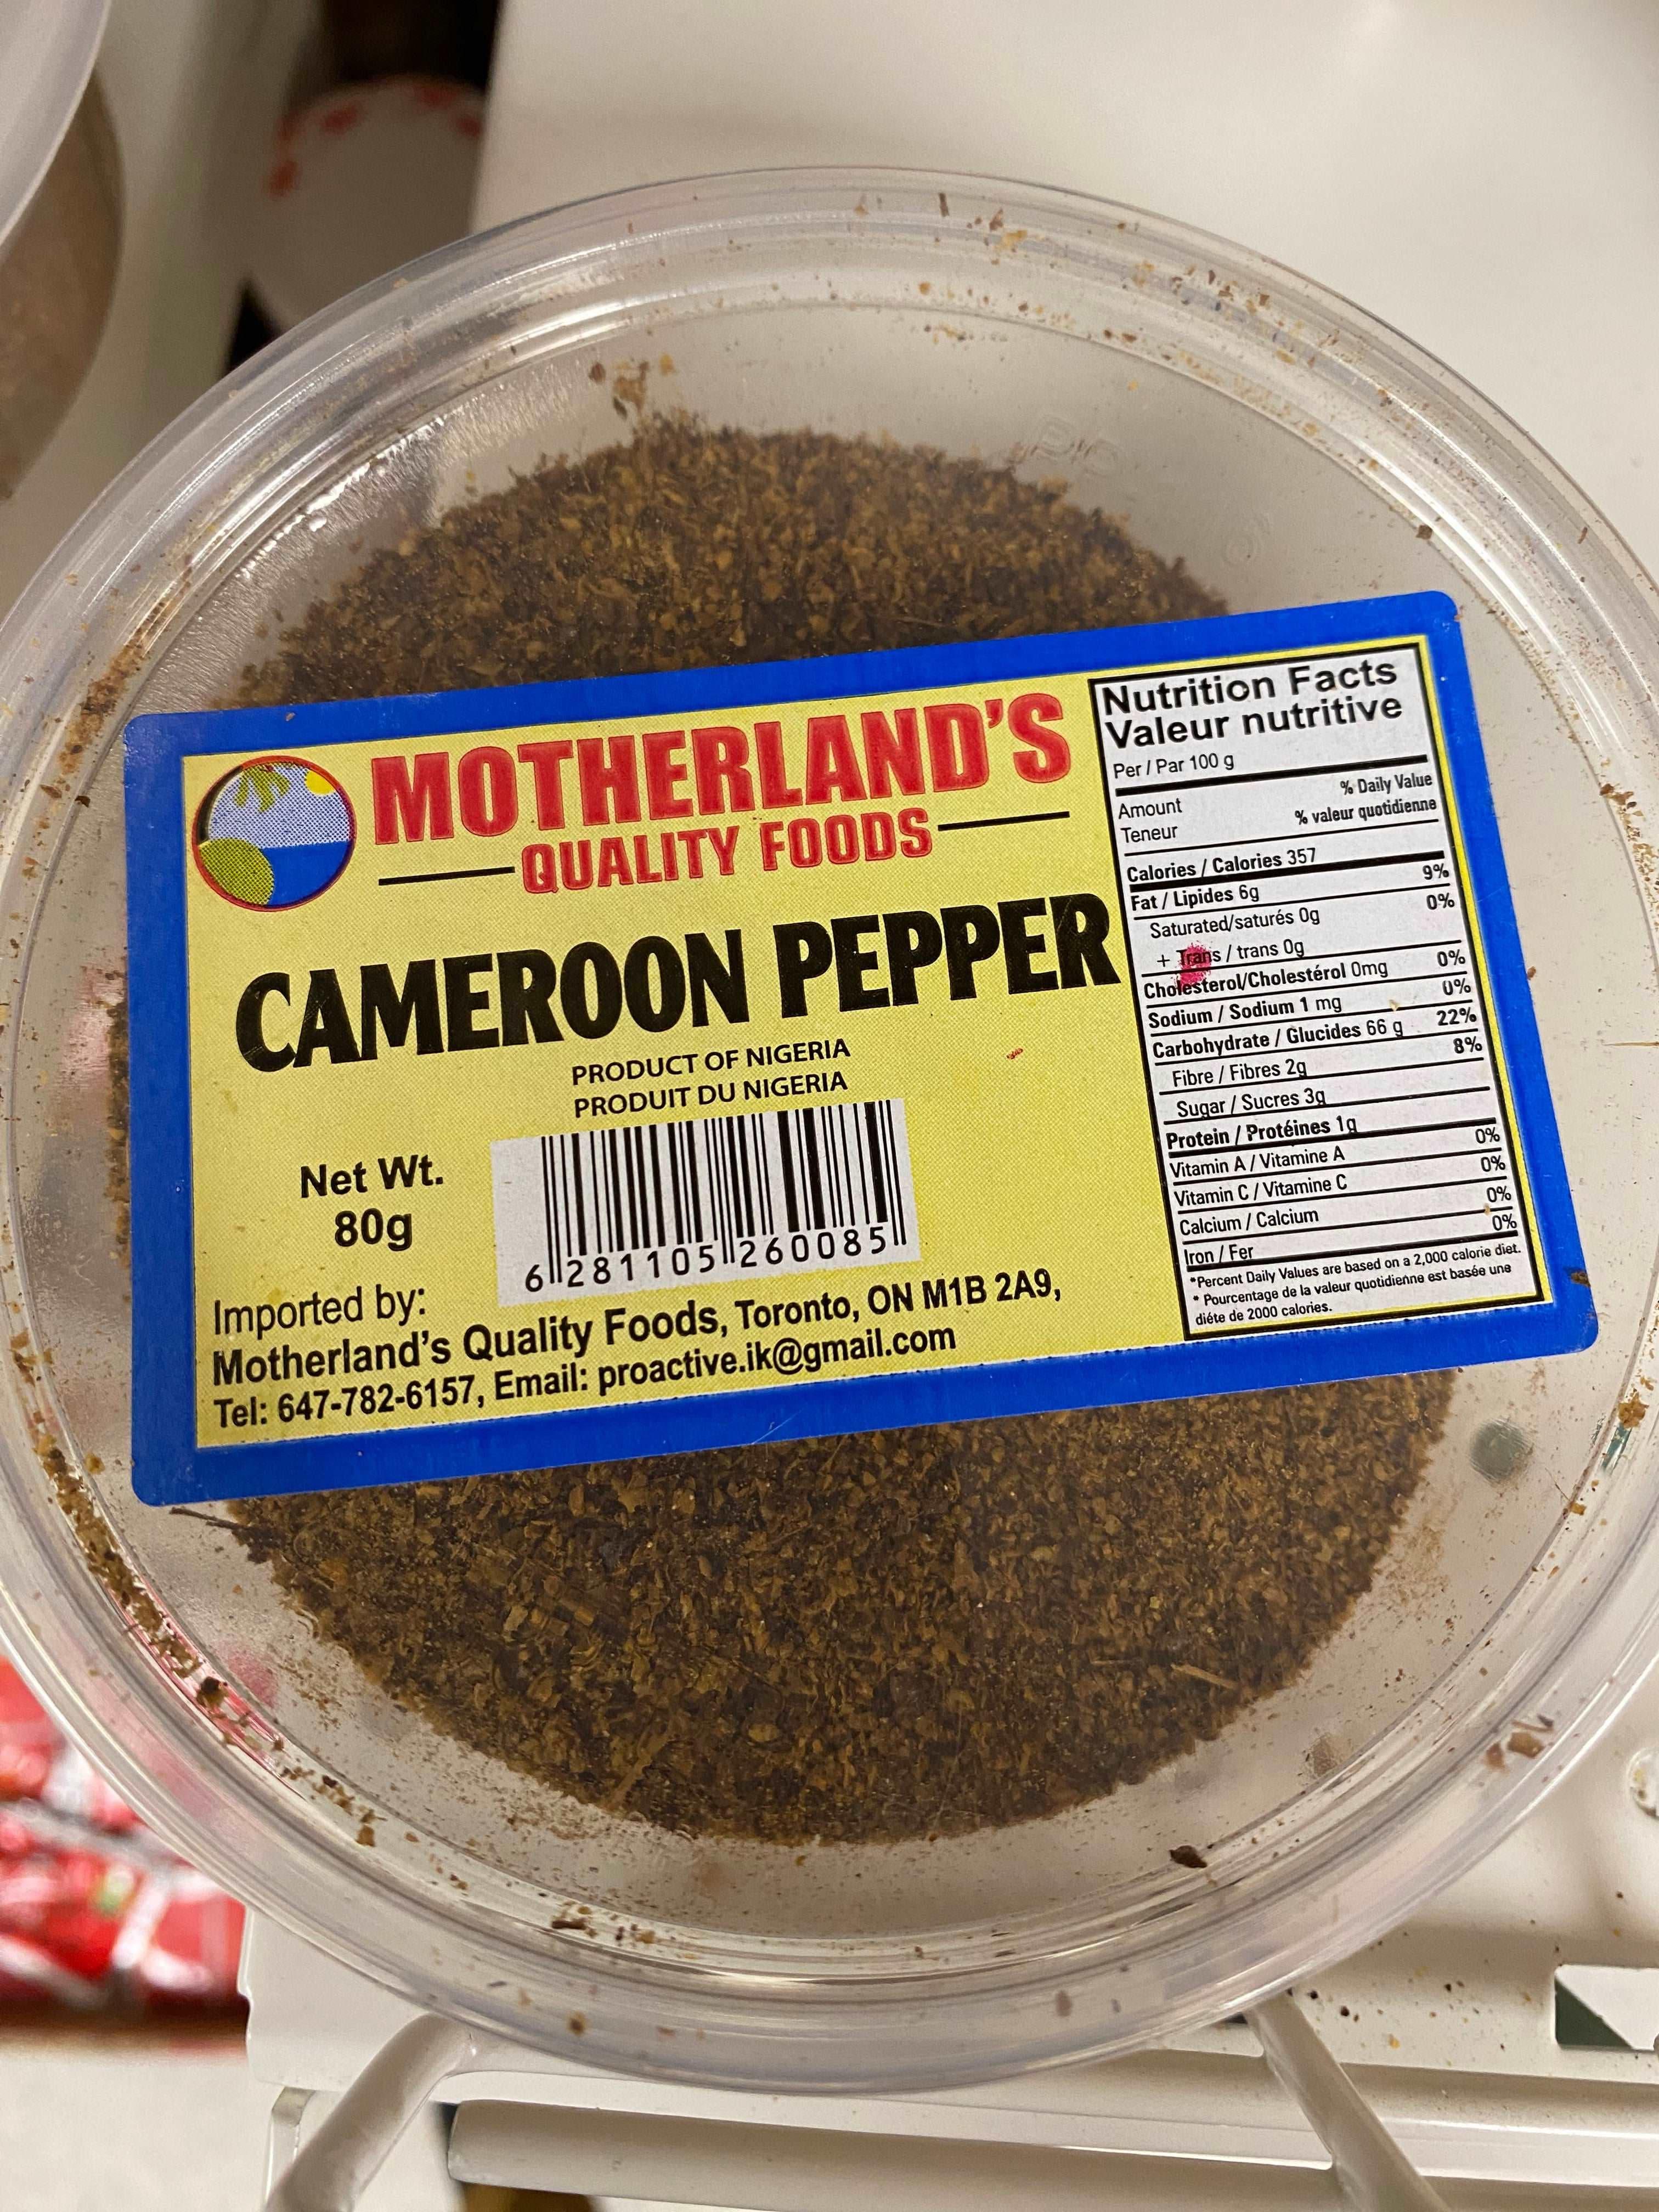 MOTHERLAND'S
QUALITY FOODS
CAMEROON PEPPER
PRODUCT OF NIGERIA
PRODUIT DU NIGERIA
Net Wt.
80g
6 281105 260085
Imported by:
Motherland's Quality Foods, Toronto, ON M1B 2A9,
Tel: 647-782-6157, Email: proactive.ik@gmail.com
Nutrition Facts
Valeur nutritive
Per / Par 100 g
Amount % Daily Value
Teneur % valeur quotidienne
Calories / Calories 357
Fat / Lipides 6g 9%
Saturated/saturés 0g 0%
+ Trans / trans 0g
Cholesterol/Cholestérol 0mg 0%
Sodium / Sodium 1 mg 0%
Carbohydrate / Glucides 66 g 22%
Fibre / Fibres 2g 8%
Sugar / Sucres 3g
Protein / Protéines 1g
Vitamin A / Vitamine A 0%
Vitamin C / Vitamine C 0%
Calcium / Calcium 0%
Iron / Fer 0%
*Percent Daily Values are based on a 2,000 calorie diet.
* Pourcentage de la valeur quotidienne est basée une
diéte de 2000 calories.